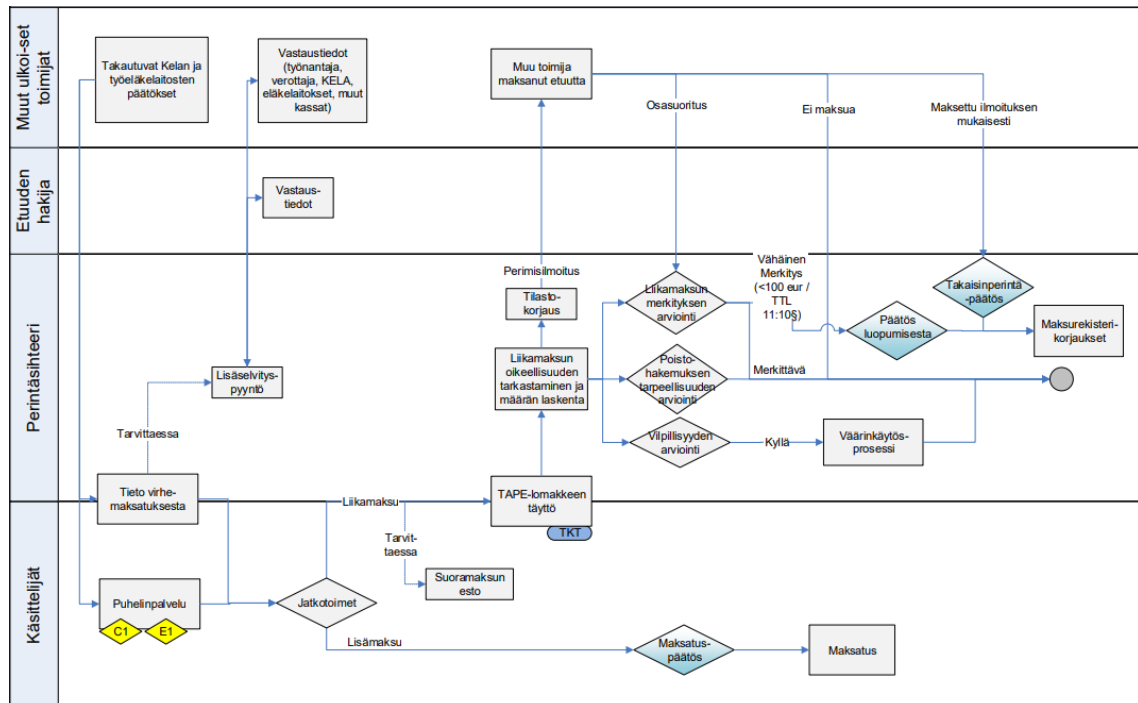 Muut ulkoi-set
toimijat
Takautuvat Kelan ja
työeläkelaitosten
päätökset
Vastaustiedot
(työnantaja,
verottaja, KELA,
eläkelaitokset, muut
kassat)
Muu toimija
maksanut etuutta
Osasuoritus
Ei maksua
Maksettu ilmoituksen
mukaisesti
Etuuden
hakija
Vastaus-
tiedot
Perintäsihteeri
Perimisilmoitus
Tilasto-
korjaus
Liikamaksun
merkityksen
arviointi
Vähäinen
Merkitys
(<100 eur /
TTL
11:10§)
Takaisinperintä
-päätös
Päätös
luopumisesta
Maksurekisteri-
korjaukset
Lisäselvitys-
pyyntö
Liikamaksun
oikeellisuuden
tarkastaminen ja
määrän laskenta
Poisto-
hakemuksen
tarpeellisuuden
arviointi
Merkittävä
Tarvittaessa
Vilpillisyyden
arviointi
Kyllä
Väärinkäytös-
prosessi
Tieto virhe-
maksatuksesta
Liikamaksu
TAPE-lomakkeen
täyttö
TKT
Käsittelijät
Tarvit-
taessa
Suoramaksun
esto
Puhelinpalvelu
C1
E1
Jatkotoimet
Lisämaksu
Maksatus-
päätös
Maksatus